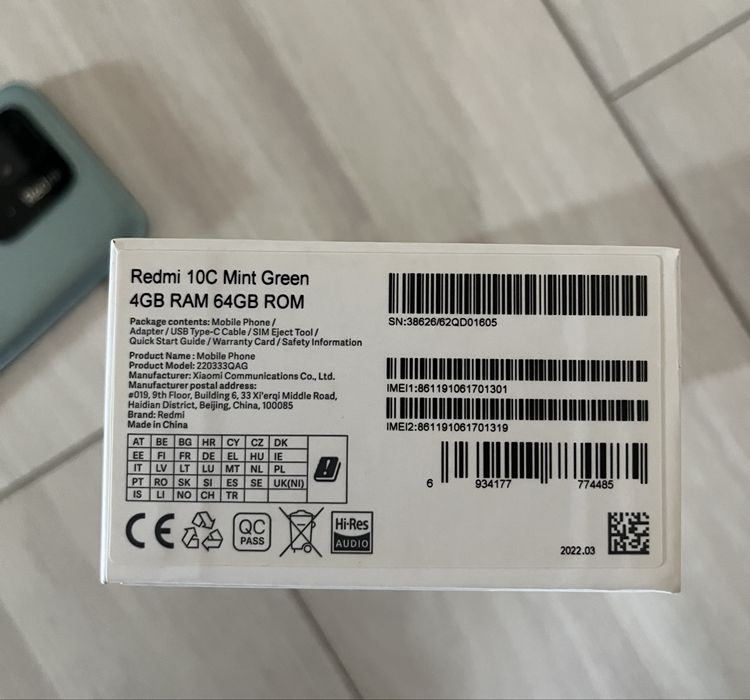 Redmi
Redmi 10C Mint Green
4GB RAM 64GB ROM
Package contents: Mobile Phone /
Adapter / USB Type-C Cable / SIM Eject Tool /
Quick Start Guide / Warranty Card / Safety Information
Product Name: Mobile Phone
Product Model: 220333QAG
Manufacturer: Xiaomi Communications Co., Ltd.
Manufacturer postal address:
#019, 9th Floor, Building 6, 33 Xi'erqi Middle Road,
Haidian District, Beijing, China, 100085
Brand: Redmi
Made in China
AT BE BG HR CY CZ DK
EE FI FR DE EL HU IE
IT LV LT LU MT NL PL
PT RO SK SI ES SE UK(NI)
IS LI NO CH TR
CE
QC
PASS
Hi-Res
AUDIO
SN:38626/62QD01605
IMEI1:861191061701301
IMEI2:861191061701319
6 934177 774485
2022.03